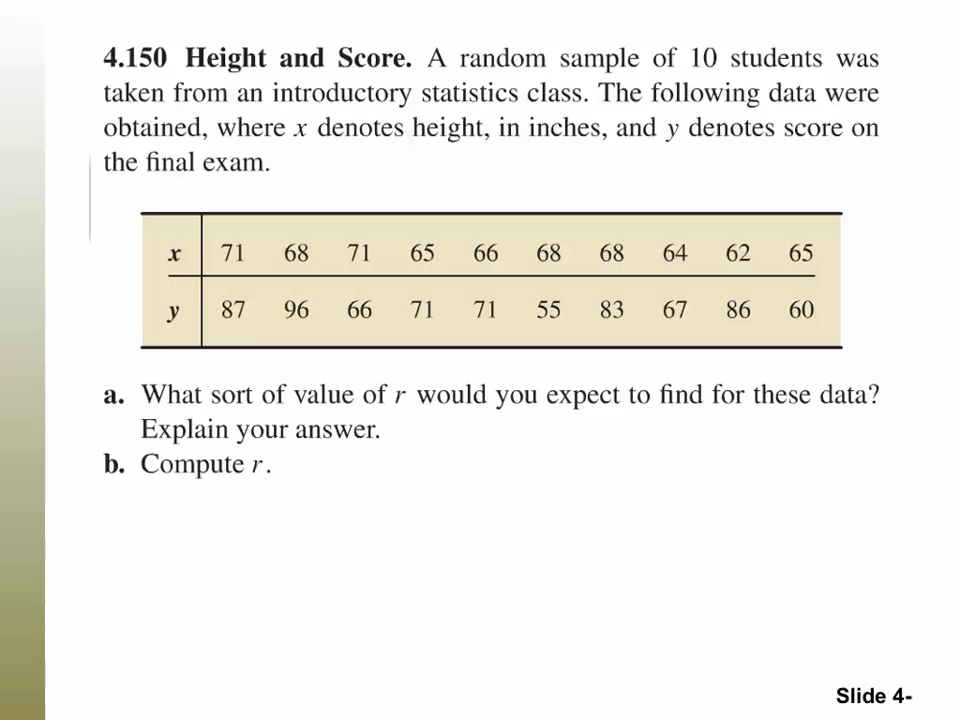 4.150 Height and Score. A random sample of 10 students was
taken from an introductory statistics class. The following data were
obtained, where x denotes height, in inches, and y denotes score on
the final exam.
x 71 68 71 65 66 68 68 64 62 65
y 87 96 66 71 71 55 83 67 86 60
a. What sort of value of r would you expect to find for these data?
Explain your answer.
b. Compute r.
Slide 4-